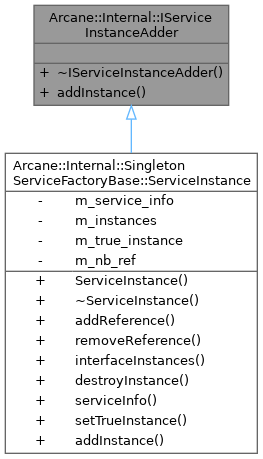 Arcane::Internal::IService
InstanceAdder
+ ~IServiceInstanceAdder()
+ addInstance()
Arcane::Internal::Singleton
ServiceFactoryBase::ServiceInstance
- m_service_info
- m_instances
- m_true_instance
- m_nb_ref
+ ServiceInstance()
+ ~ServiceInstance()
+ addReference()
+ removeReference()
+ interfaceInstances()
+ destroyInstance()
+ serviceInfo()
+ setTrueInstance()
+ addInstance()